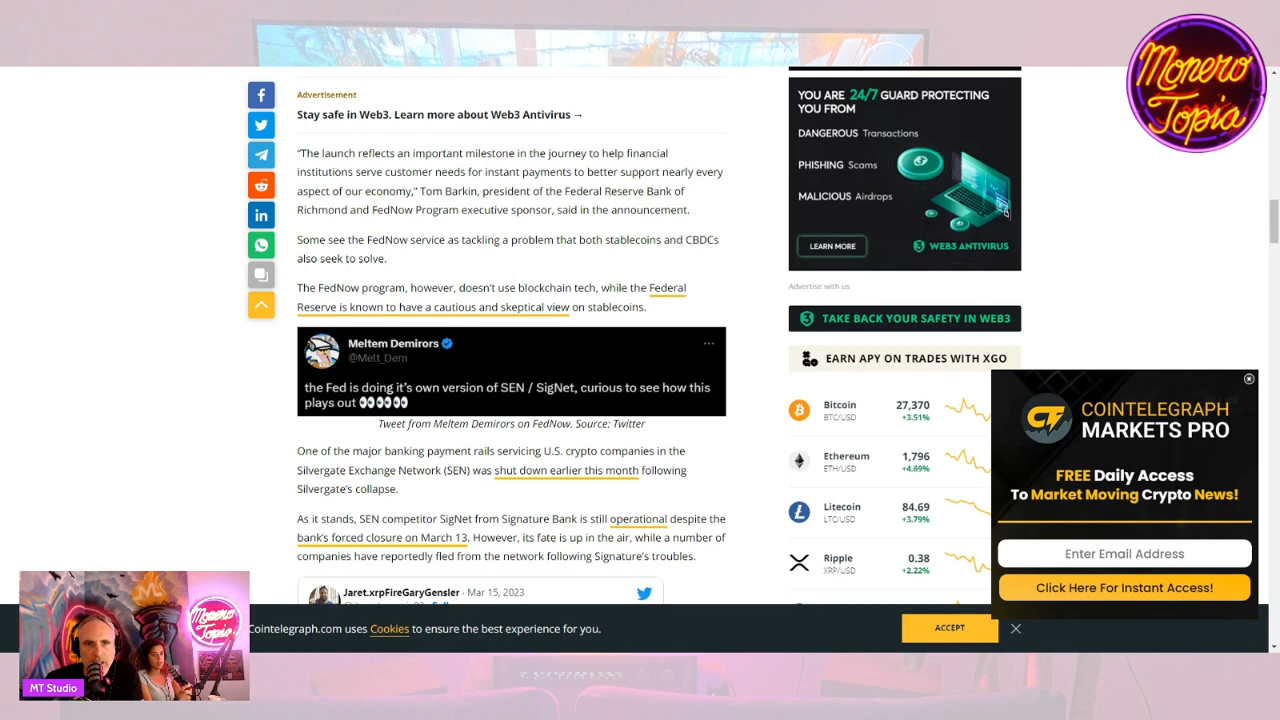 Monero
Topia
Advertisement
Stay safe in Web3. Learn more about Web3 Antivirus →
“The launch reflects an important milestone in the journey to help financial
institutions serve customer needs for instant payments to better support nearly every
aspect of our economy,” Tom Barkin, president of the Federal Reserve Bank of
Richmond and FedNow Program executive sponsor, said in the announcement.
Some see the FedNow service as tackling a problem that both stablecoins and CBDCs
also seek to solve.
The FedNow program, however, doesn't use blockchain tech, while the Federal
Reserve is known to have a cautious and skeptical view on stablecoins.
Meltem Demirors
@Melt_Dem
the Fed is doing it's own version of SEN / SigNet, curious to see how this
plays out 👀👀👀
Tweet from Meltem Demirors on FedNow. Source: Twitter
One of the major banking payment rails servicing U.S. crypto companies in the
Silvergate Exchange Network (SEN) was shut down earlier this month following
Silvergate's collapse.
As it stands, SEN competitor SigNet from Signature Bank is still operational despite the
bank's forced closure on March 13. However, its fate is up in the air, while a number of
companies have reportedly fled from the network following Signature's troubles.
Jaret.xrpFireGaryGensler · Mar 15, 2023
YOU ARE 24/7 GUARD PROTECTING
YOU FROM
DANGEROUS Transactions
PHISHING Scams
MALICIOUS Airdrops
LEARN MORE
WEB3 ANTIVIRUS
Advertise with us
TAKE BACK YOUR SAFETY IN WEB3
XGO
EARN APY ON TRADES WITH XGO
Bitcoin 27,370
BTC/USD +3.51%
Ethereum 1,796
ETH/USD +4.69%
Litecoin 84.69
LTC/USD +3.79%
Ripple 0.38
XRP/USD +2.22%
COINTELEGRAPH
MARKETS PRO
FREE Daily Access
To Market Moving Crypto News!
Enter Email Address
Click Here For Instant Access!
Cointelegraph.com uses Cookies to ensure the best experience for you.
ACCEPT
Monero
Topia
MT Studio